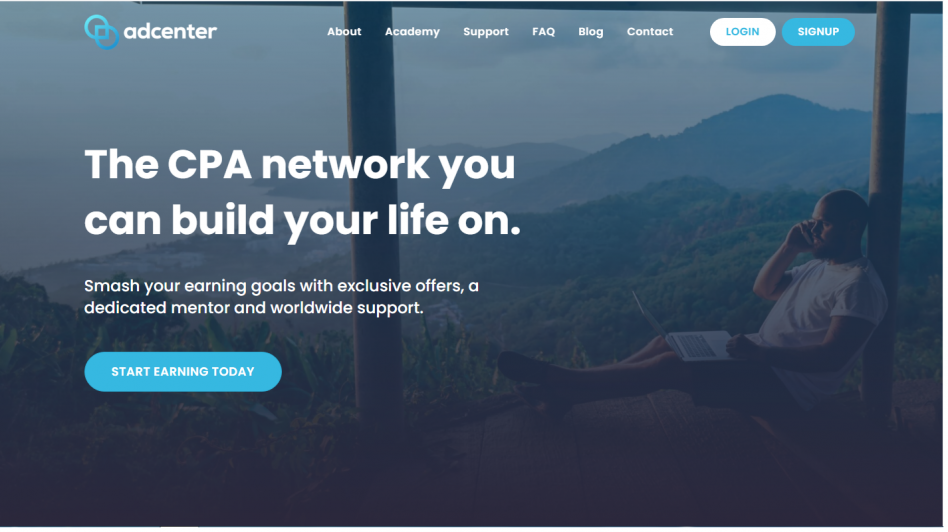 adcenter
About Academy Support FAQ Blog Contact LOGIN SIGNUP
The CPA network you
can build your life on.
Smash your earning goals with exclusive offers, a
dedicated mentor and worldwide support.
START EARNING TODAY